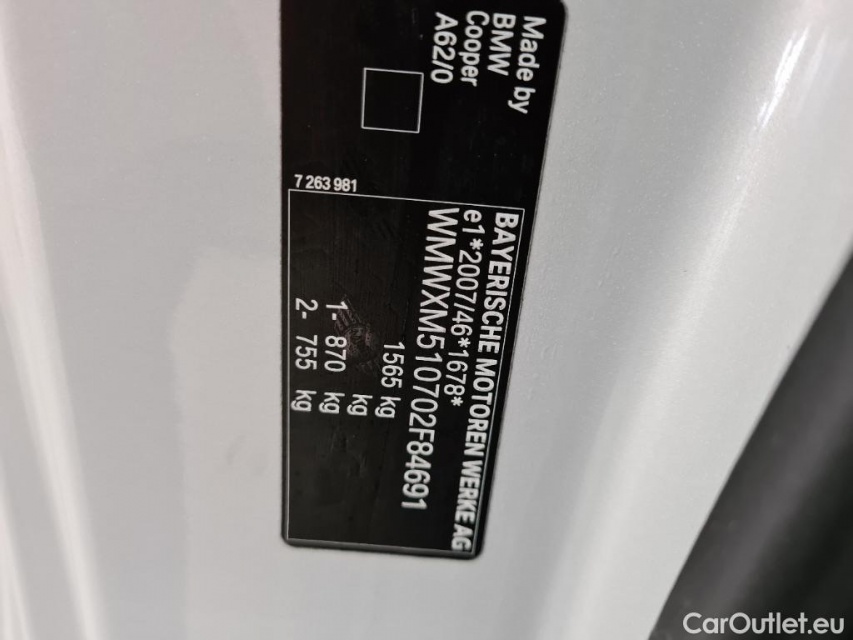 Made by
BMW
Cooper
A62/0
7 263 981
BAYERISCHE MOTOREN WERKE AG
e1*2007/46*1678*
WMWXM510702F84691
1565 kg
kg
1- 870 kg
2- 755 kg
CarOutlet.eu